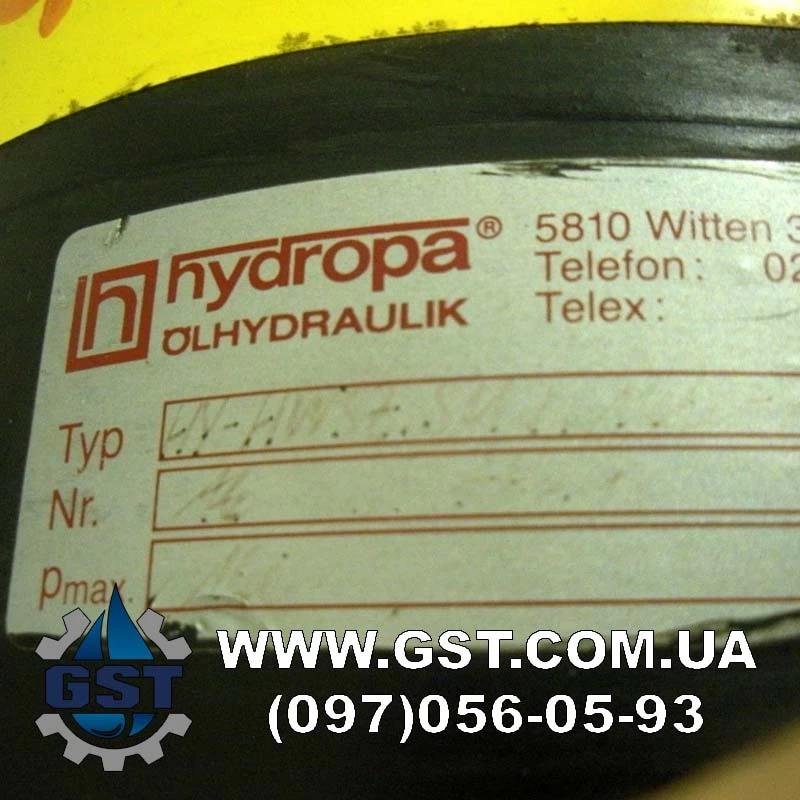 h hydropa®
ÖLHYDRAULIK
5810 Witten 3
Telefon: 02
Telex:
Typ
Nr.
pmax.
GST
WWW.GST.COM.UA
(097)056-05-93